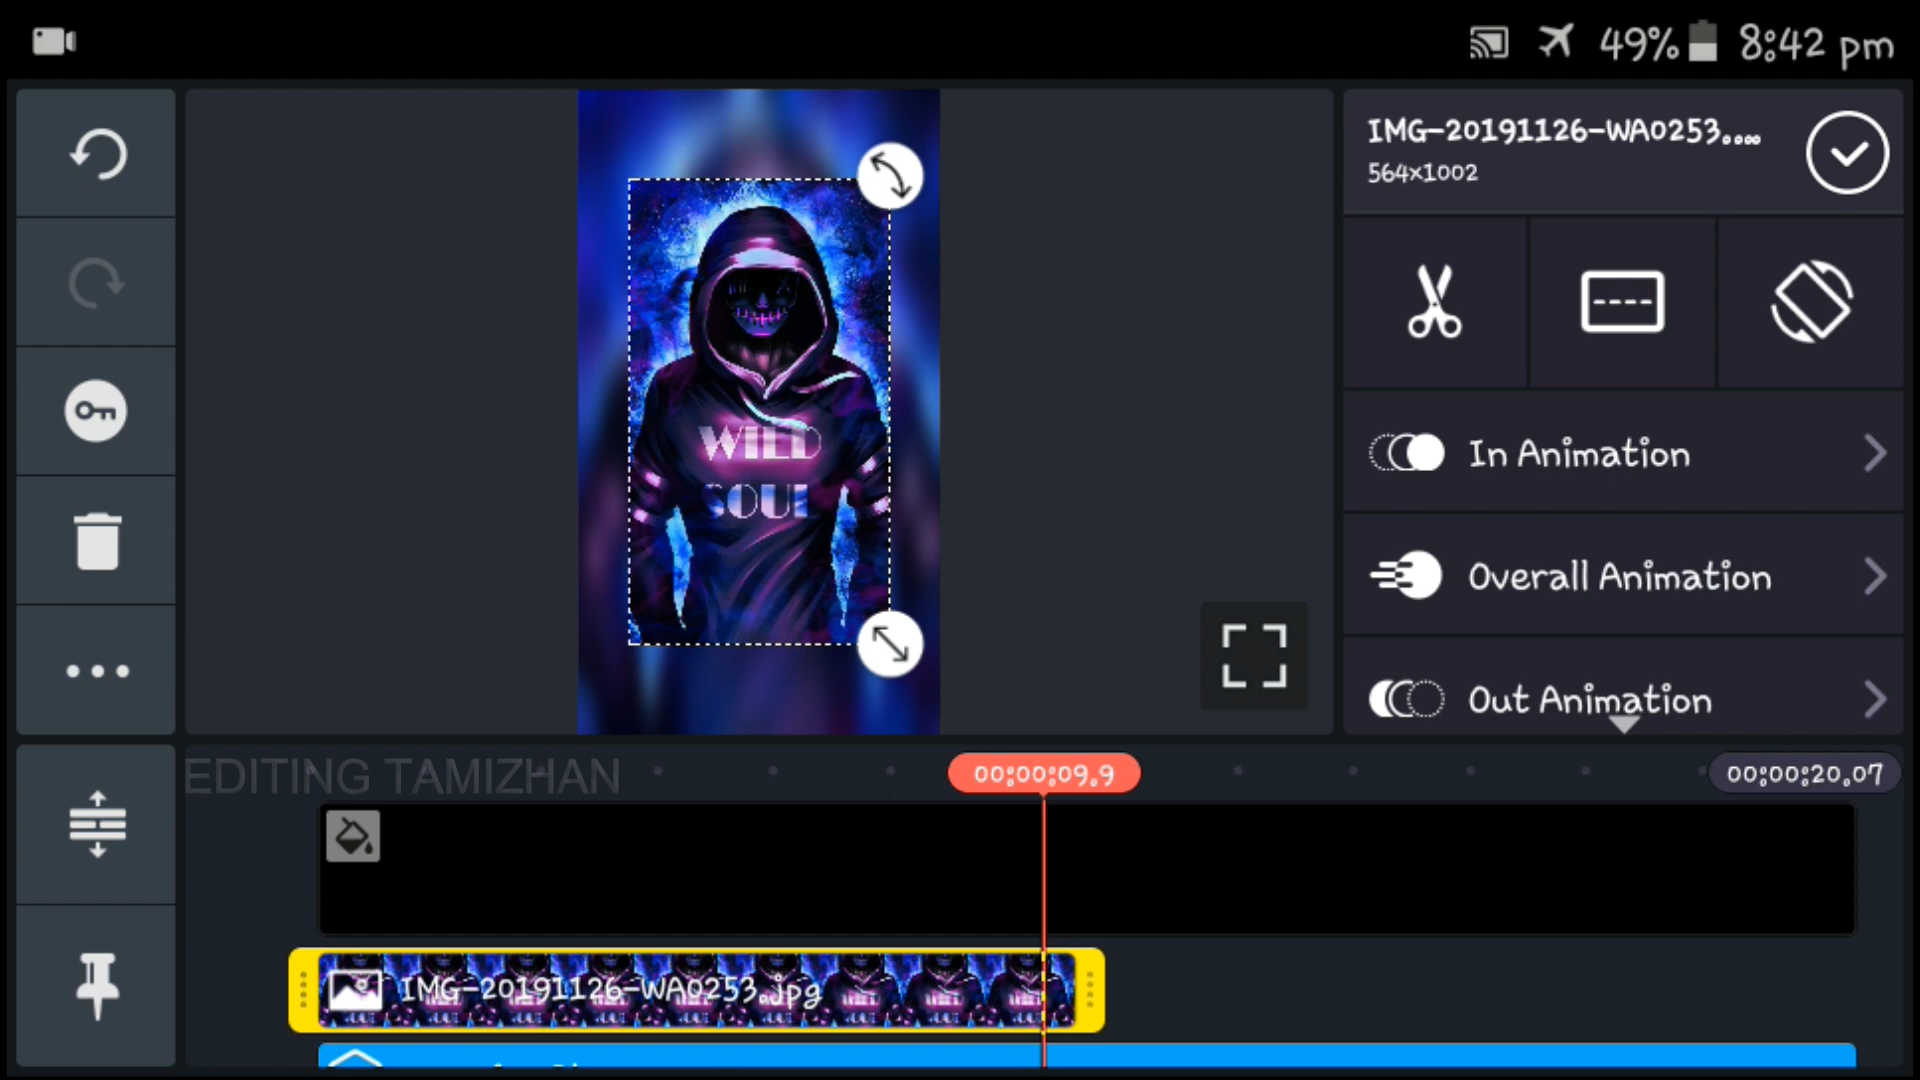 49% 8:42 pm
IMG-20191126-WA0253....
564x1002
WILD
SOUL
In Animation
Overall Animation
Out Animation
EDITING TAMIZHAN
00:00:09.9
00:00:20.07
IMG-20191126-WA0253.jpg